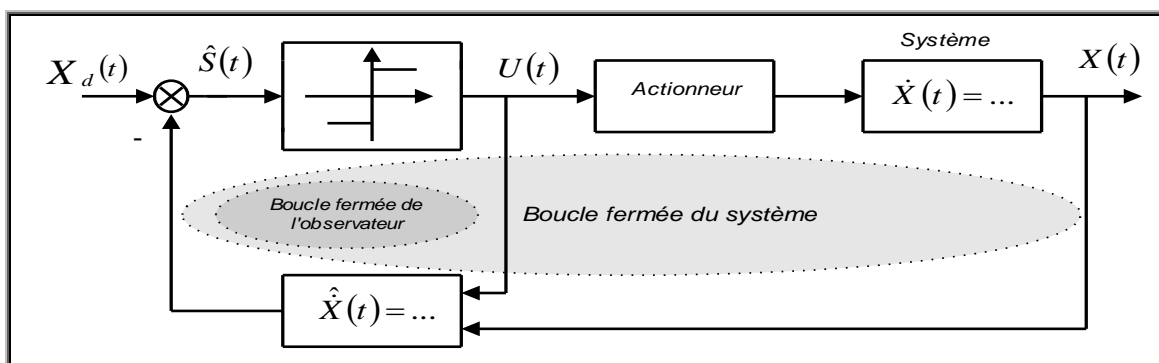 X_d(t)
Ŝ(t)
U(t)
Actionneur
Système
Ẋ(t) = ...
X(t)
-
Boucle fermée de
l'observateur
Boucle fermée du système
X̂̇(t) = ...